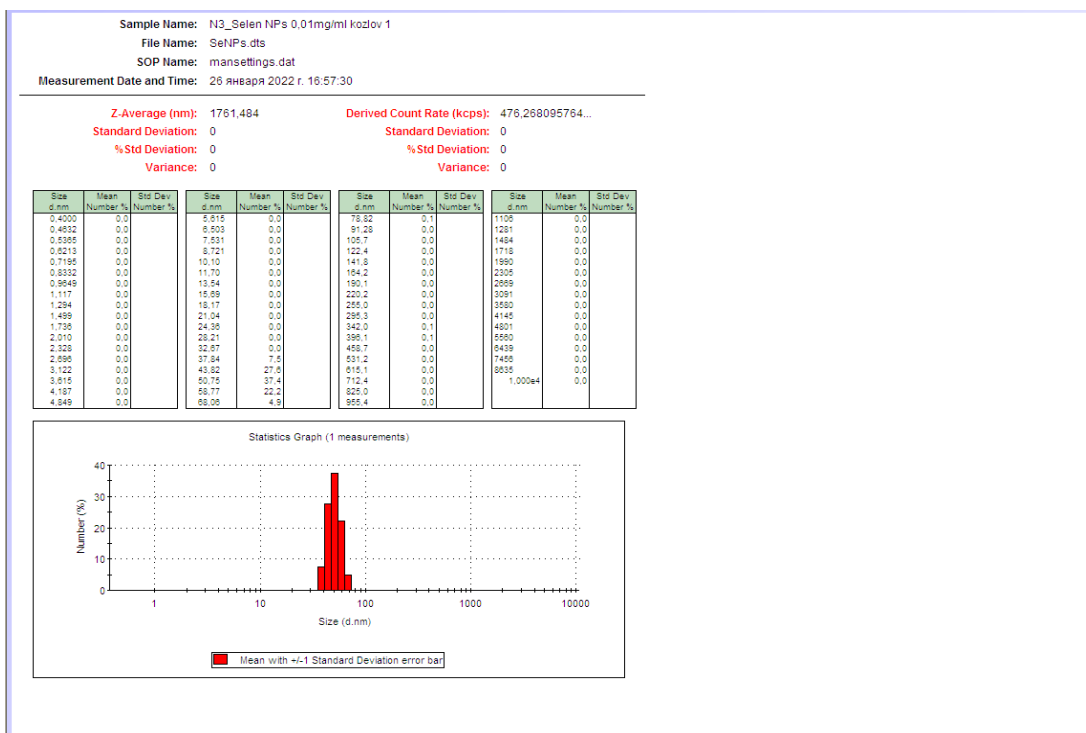 Sample Name: N3_Selen NPs 0,01mg/ml kozlov 1
File Name: SeNPs.dts
SOP Name: mansettings.dat
Measurement Date and Time: 26 января 2022 г. 16:57:30
Z-Average (nm): 1761,484 Derived Count Rate (kcps): 476,268095764...
Standard Deviation: 0 Standard Deviation: 0
%Std Deviation: 0 %Std Deviation: 0
Variance: 0 Variance: 0
Size Mean Std Dev Size Mean Std Dev Size Mean Std Dev Size Mean Std Dev
d.nm Number % Number % d.nm Number % Number % d.nm Number % Number % d.nm Number % Number %
0,4000 0,0 5,615 0,0 78,82 0,1 1106 0,0
0,4632 0,0 6,503 0,0 91,28 0,0 1281 0,0
0,5365 0,0 7,531 0,0 105,7 0,0 1484 0,0
0,6213 0,0 8,721 0,0 122,4 0,0 1718 0,0
0,7195 0,0 10,10 0,0 141,8 0,0 1990 0,0
0,8332 0,0 11,70 0,0 164,2 0,0 2305 0,0
0,9649 0,0 13,54 0,0 190,1 0,0 2669 0,0
1,117 0,0 15,69 0,0 220,2 0,0 3091 0,0
1,294 0,0 18,17 0,0 255,0 0,0 3580 0,0
1,499 0,0 21,04 0,0 295,3 0,0 4145 0,0
1,736 0,0 24,36 0,0 342,0 0,1 4801 0,0
2,010 0,0 28,21 0,0 396,1 0,1 5560 0,0
2,328 0,0 32,67 0,0 458,7 0,0 6439 0,0
2,696 0,0 37,84 7,5 531,2 0,0 7456 0,0
3,122 0,0 43,82 27,6 615,1 0,0 8635 0,0
3,615 0,0 50,75 37,4 712,4 0,0 1,000e4 0,0
4,187 0,0 58,77 22,2 825,0 0,0
4,849 0,0 68,06 4,9 955,4 0,0
Statistics Graph (1 measurements)
40
30
20
10
0
Number (%)
1 10 100 1000 10000
Size (d.nm)
Mean with +/-1 Standard Deviation error bar